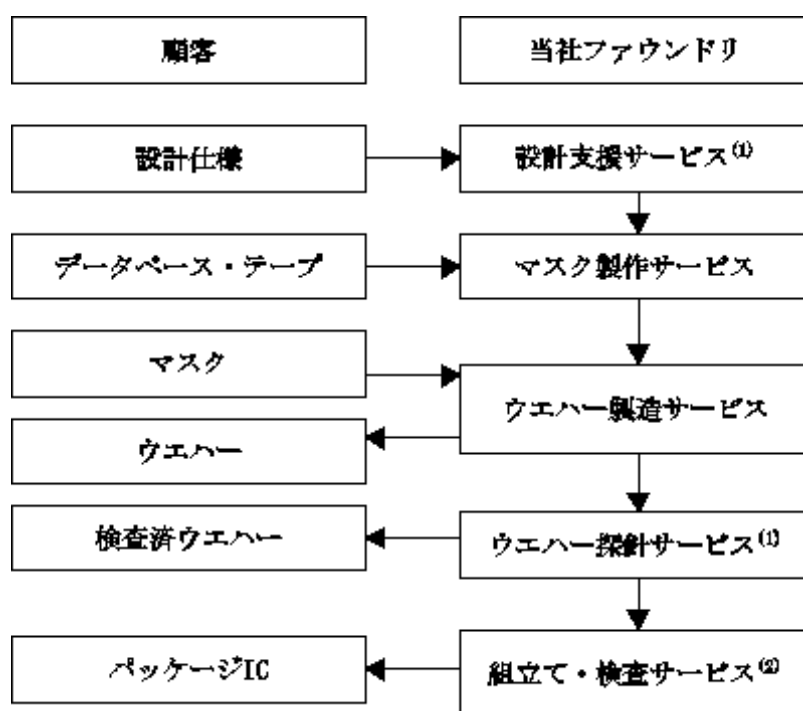 顧客
当社ファウンドリ
設計仕様
設計支援サービス(1)
データベース・テープ
マスク製作サービス
マスク
ウエハー製造サービス
ウエハー
検査済ウエハー
ウエハー探針サービス(1)
パッケージIC
組立て・検査サービス(2)